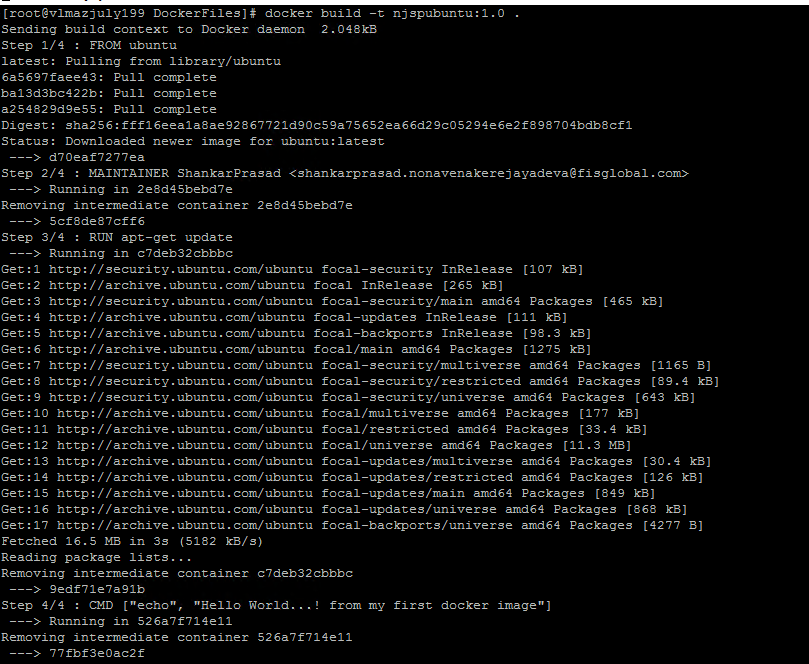 [root@vlmazjuly199 DockerFiles]# docker build -t njspubuntu:1.0 .
Sending build context to Docker daemon  2.048kB
Step 1/4 : FROM ubuntu
latest: Pulling from library/ubuntu
6a5697faee43: Pull complete
ba13d3bc422b: Pull complete
a254829d9e55: Pull complete
Digest: sha256:fff16eea1a8ae92867721d90c59a75652ea66d29c05294e6e2f898704bdb8cf1
Status: Downloaded newer image for ubuntu:latest
 ---> d70eaf7277ea
Step 2/4 : MAINTAINER ShankarPrasad <shankarprasad.nonavenakerejayadeva@fisglobal.com>
 ---> Running in 2e8d45bebd7e
Removing intermediate container 2e8d45bebd7e
 ---> 5cf8de87cff6
Step 3/4 : RUN apt-get update
 ---> Running in c7deb32cbbbc
Get:1 http://security.ubuntu.com/ubuntu focal-security InRelease [107 kB]
Get:2 http://archive.ubuntu.com/ubuntu focal InRelease [265 kB]
Get:3 http://security.ubuntu.com/ubuntu focal-security/main amd64 Packages [465 kB]
Get:4 http://archive.ubuntu.com/ubuntu focal-updates InRelease [111 kB]
Get:5 http://archive.ubuntu.com/ubuntu focal-backports InRelease [98.3 kB]
Get:6 http://archive.ubuntu.com/ubuntu focal/main amd64 Packages [1275 kB]
Get:7 http://security.ubuntu.com/ubuntu focal-security/multiverse amd64 Packages [1165 B]
Get:8 http://security.ubuntu.com/ubuntu focal-security/restricted amd64 Packages [89.4 kB]
Get:9 http://security.ubuntu.com/ubuntu focal-security/universe amd64 Packages [643 kB]
Get:10 http://archive.ubuntu.com/ubuntu focal/multiverse amd64 Packages [177 kB]
Get:11 http://archive.ubuntu.com/ubuntu focal/restricted amd64 Packages [33.4 kB]
Get:12 http://archive.ubuntu.com/ubuntu focal/universe amd64 Packages [11.3 MB]
Get:13 http://archive.ubuntu.com/ubuntu focal-updates/multiverse amd64 Packages [30.4 kB]
Get:14 http://archive.ubuntu.com/ubuntu focal-updates/restricted amd64 Packages [126 kB]
Get:15 http://archive.ubuntu.com/ubuntu focal-updates/main amd64 Packages [849 kB]
Get:16 http://archive.ubuntu.com/ubuntu focal-updates/universe amd64 Packages [868 kB]
Get:17 http://archive.ubuntu.com/ubuntu focal-backports/universe amd64 Packages [4277 B]
Fetched 16.5 MB in 3s (5182 kB/s)
Reading package lists...
Removing intermediate container c7deb32cbbbc
 ---> 9edf71e7a91b
Step 4/4 : CMD ["echo", "Hello World...! from my first docker image"]
 ---> Running in 526a7f714e11
Removing intermediate container 526a7f714e11
 ---> 77fbf3e0ac2f